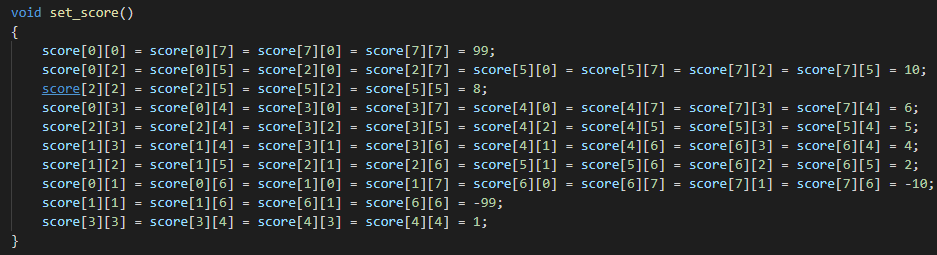 void set_score()
{
    score[0][0] = score[0][7] = score[7][0] = score[7][7] = 99;
    score[0][2] = score[0][5] = score[2][0] = score[2][7] = score[5][0] = score[5][7] = score[7][2] = score[7][5] = 10;
    score[2][2] = score[2][5] = score[5][2] = score[5][5] = 8;
    score[0][3] = score[0][4] = score[3][0] = score[3][7] = score[4][0] = score[4][7] = score[7][3] = score[7][4] = 6;
    score[2][3] = score[2][4] = score[3][2] = score[3][5] = score[4][2] = score[4][5] = score[5][3] = score[5][4] = 5;
    score[1][3] = score[1][4] = score[3][1] = score[3][6] = score[4][1] = score[4][6] = score[6][3] = score[6][4] = 4;
    score[1][2] = score[1][5] = score[2][1] = score[2][6] = score[5][1] = score[5][6] = score[6][2] = score[6][5] = 2;
    score[0][1] = score[0][6] = score[1][0] = score[1][7] = score[6][0] = score[6][7] = score[7][1] = score[7][6] = -10;
    score[1][1] = score[1][6] = score[6][1] = score[6][6] = -99;
    score[3][3] = score[3][4] = score[4][3] = score[4][4] = 1;
}